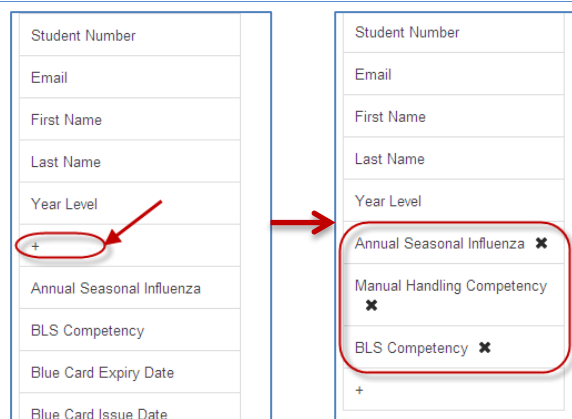 Student Number
Email
First Name
Last Name
Year Level
+
Annual Seasonal Influenza
BLS Competency
Blue Card Expiry Date
Blue Card Issue Date
Student Number
Email
First Name
Last Name
Year Level
Annual Seasonal Influenza ✖
Manual Handling Competency
✖
BLS Competency ✖
+